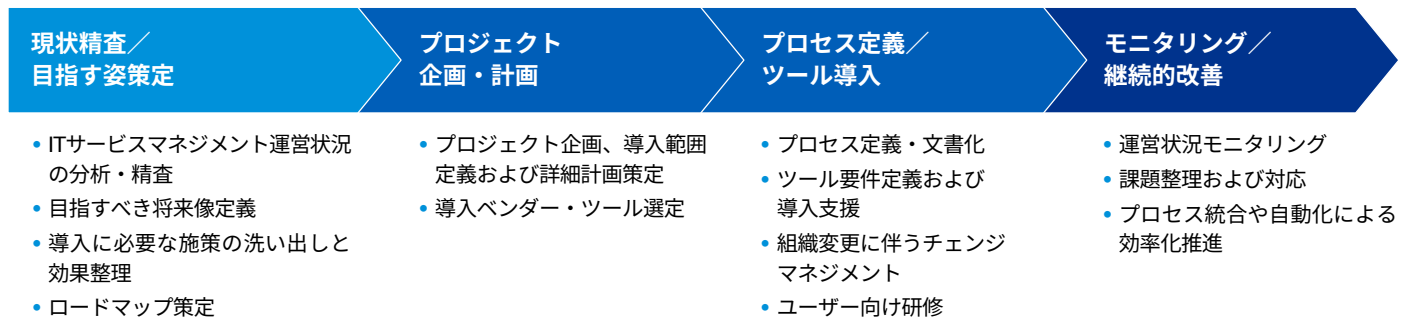 現状精査／
目指す姿策定
・ITサービスマネジメント運営状況
の分析・精査
・目指すべき将来像定義
・導入に必要な施策の洗い出しと
効果整理
・ロードマップ策定
プロジェクト
企画・計画
・プロジェクト企画、導入範囲
定義および詳細計画策定
・導入ベンダー・ツール選定
プロセス定義／
ツール導入
・プロセス定義・文書化
・ツール要件定義および
導入支援
・組織変更に伴うチェンジ
マネジメント
・ユーザー向け研修
モニタリング／
継続的改善
・運営状況モニタリング
・課題整理および対応
・プロセス統合や自動化による
効率化推進